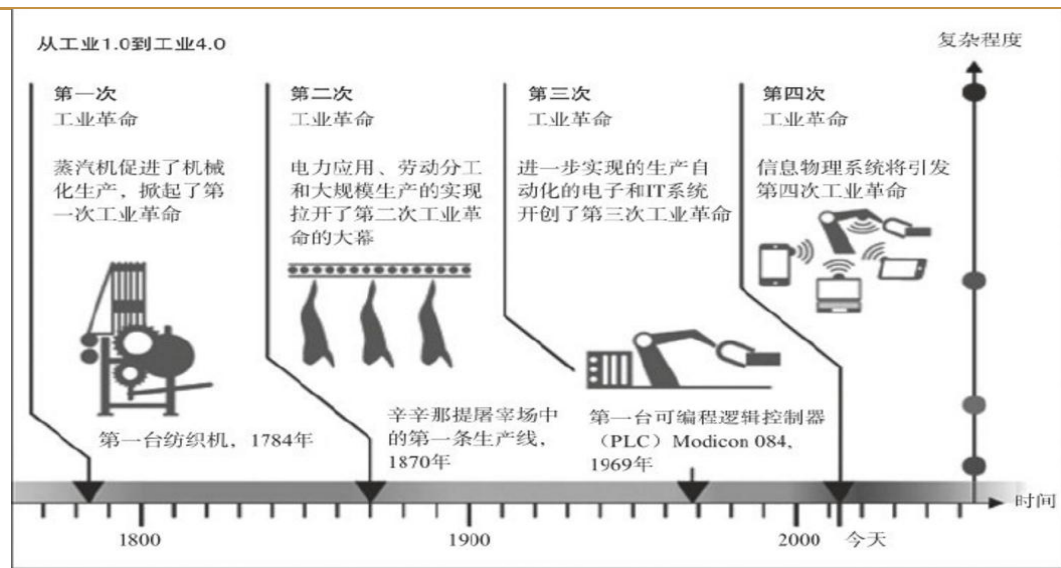 从工业1.0到工业4.0
复杂程度
第一次
工业革命
蒸汽机促进了机械
化生产，掀起了第
一次工业革命
第一台纺织机，1784年
第二次
工业革命
电力应用、劳动分工
和大规模生产的实现
拉开了第二次工业革
命的大幕
辛辛那提屠宰场中
的第一条生产线，
1870年
第三次
工业革命
进一步实现的生产自
动化的电子和IT系统
开创了第三次工业革命
第一台可编程逻辑控制器
（PLC）Modicon 084，
1969年
第四次
工业革命
信息物理系统将引发
第四次工业革命
时间
1800
1900
2000
今天